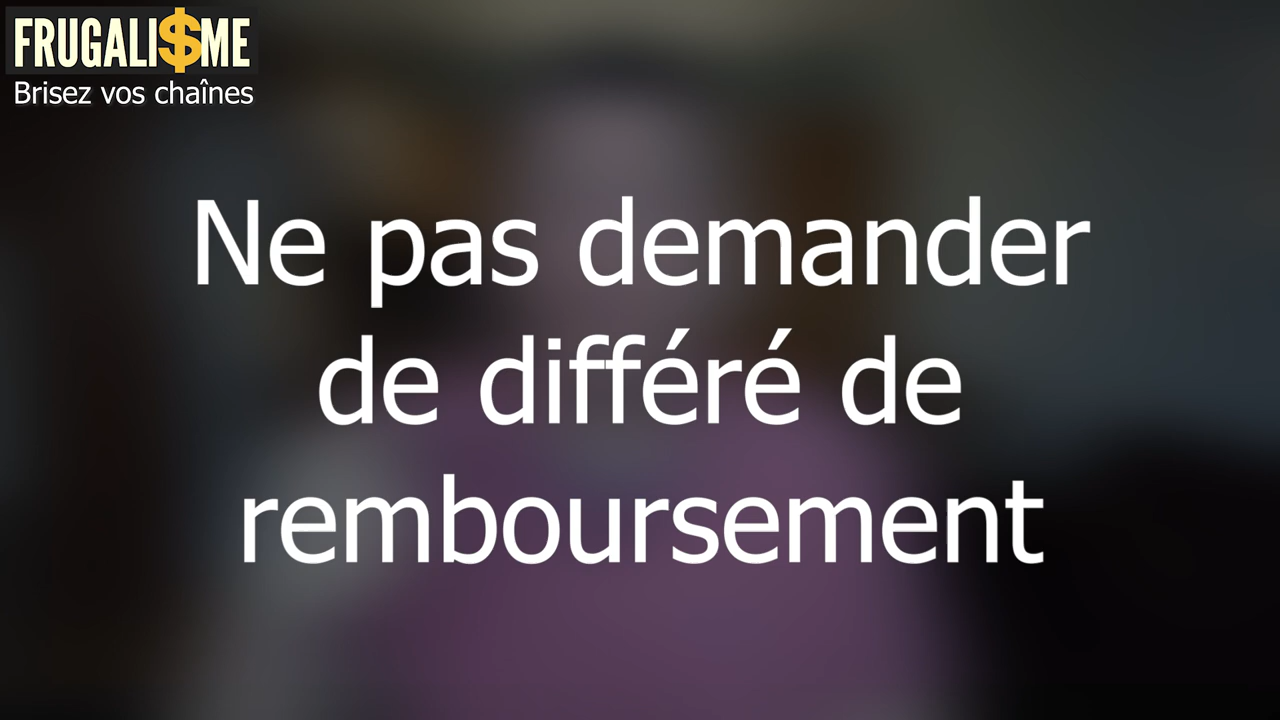 FRUGALI$ME
Brisez vos chaînes
Ne pas demander
de différé de
remboursement